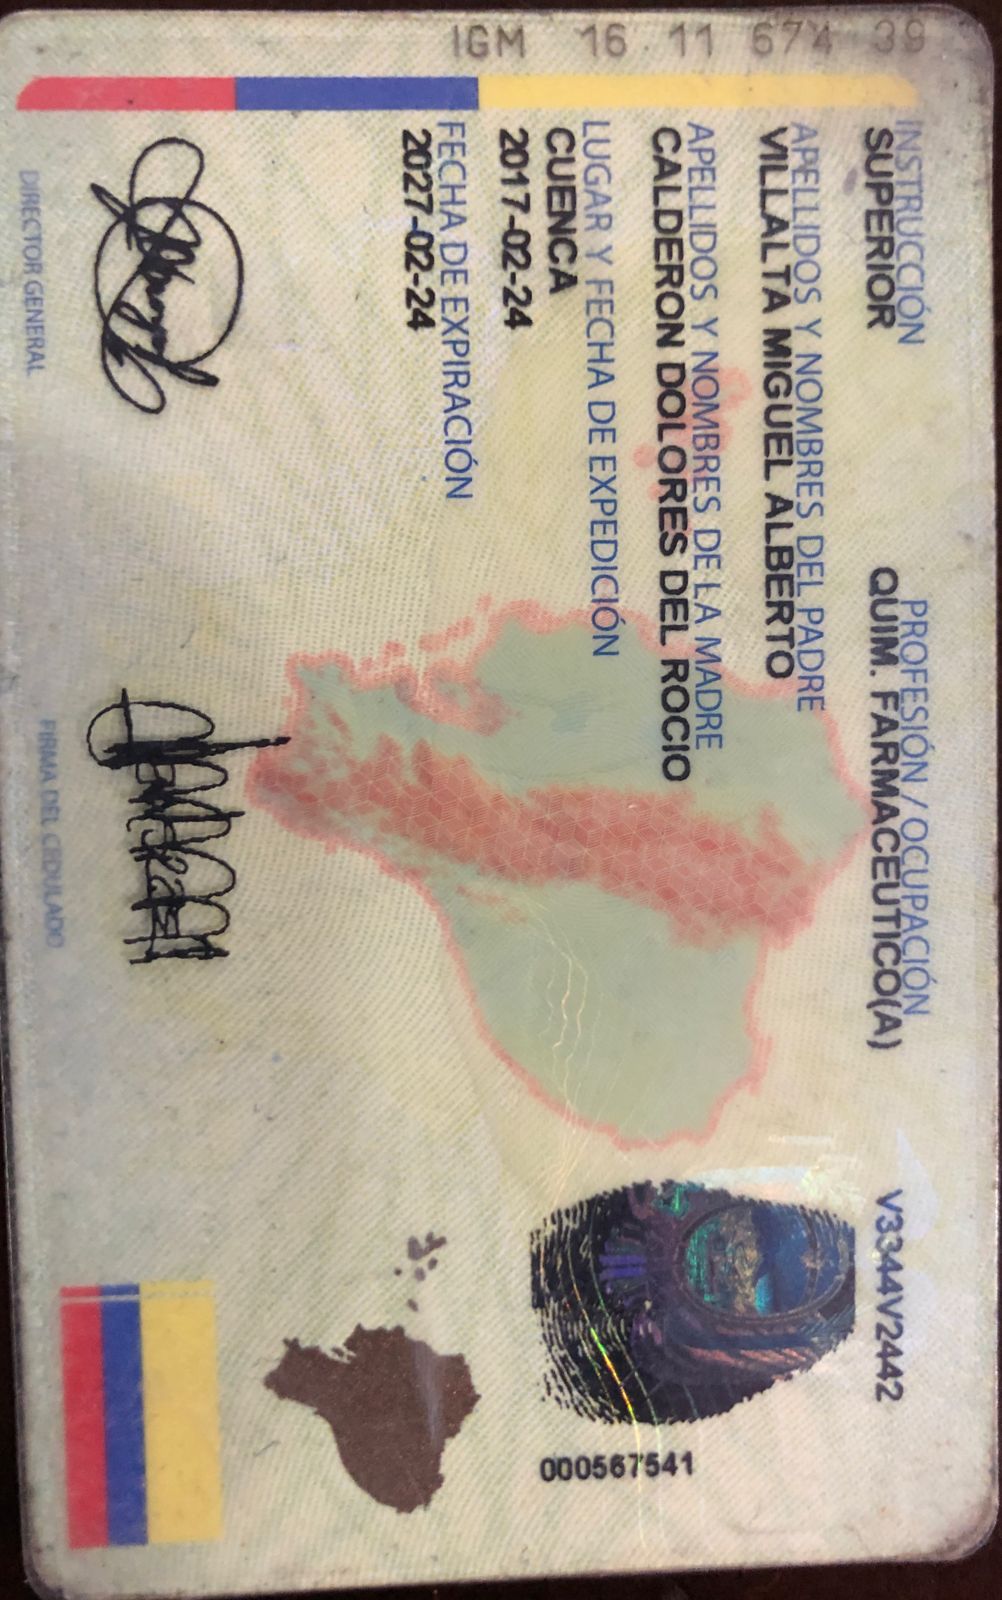 INSTRUCCIÓN
SUPERIOR
PROFESIÓN / OCUPACIÓN
QUIM. FARMACEUTICO(A)
V3344V2442
APELLIDOS Y NOMBRES DEL PADRE
VILLALTA MIGUEL ALBERTO
APELLIDOS Y NOMBRES DE LA MADRE
CALDERON DOLORES DEL ROCIO
LUGAR Y FECHA DE EXPEDICIÓN
CUENCA
2017-02-24
FECHA DE EXPIRACIÓN
2027-02-24
000567541
DIRECTOR GENERAL
FIRMA DEL CEDULADO
IGM 16 11 674 39